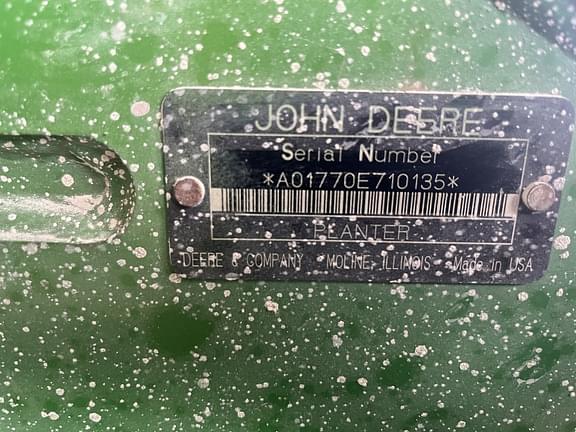 JOHN DEERE
Serial Number
*A01770E710135*
PLANTER
DEERE & COMPANY MOLINE, ILLINOIS Made in USA